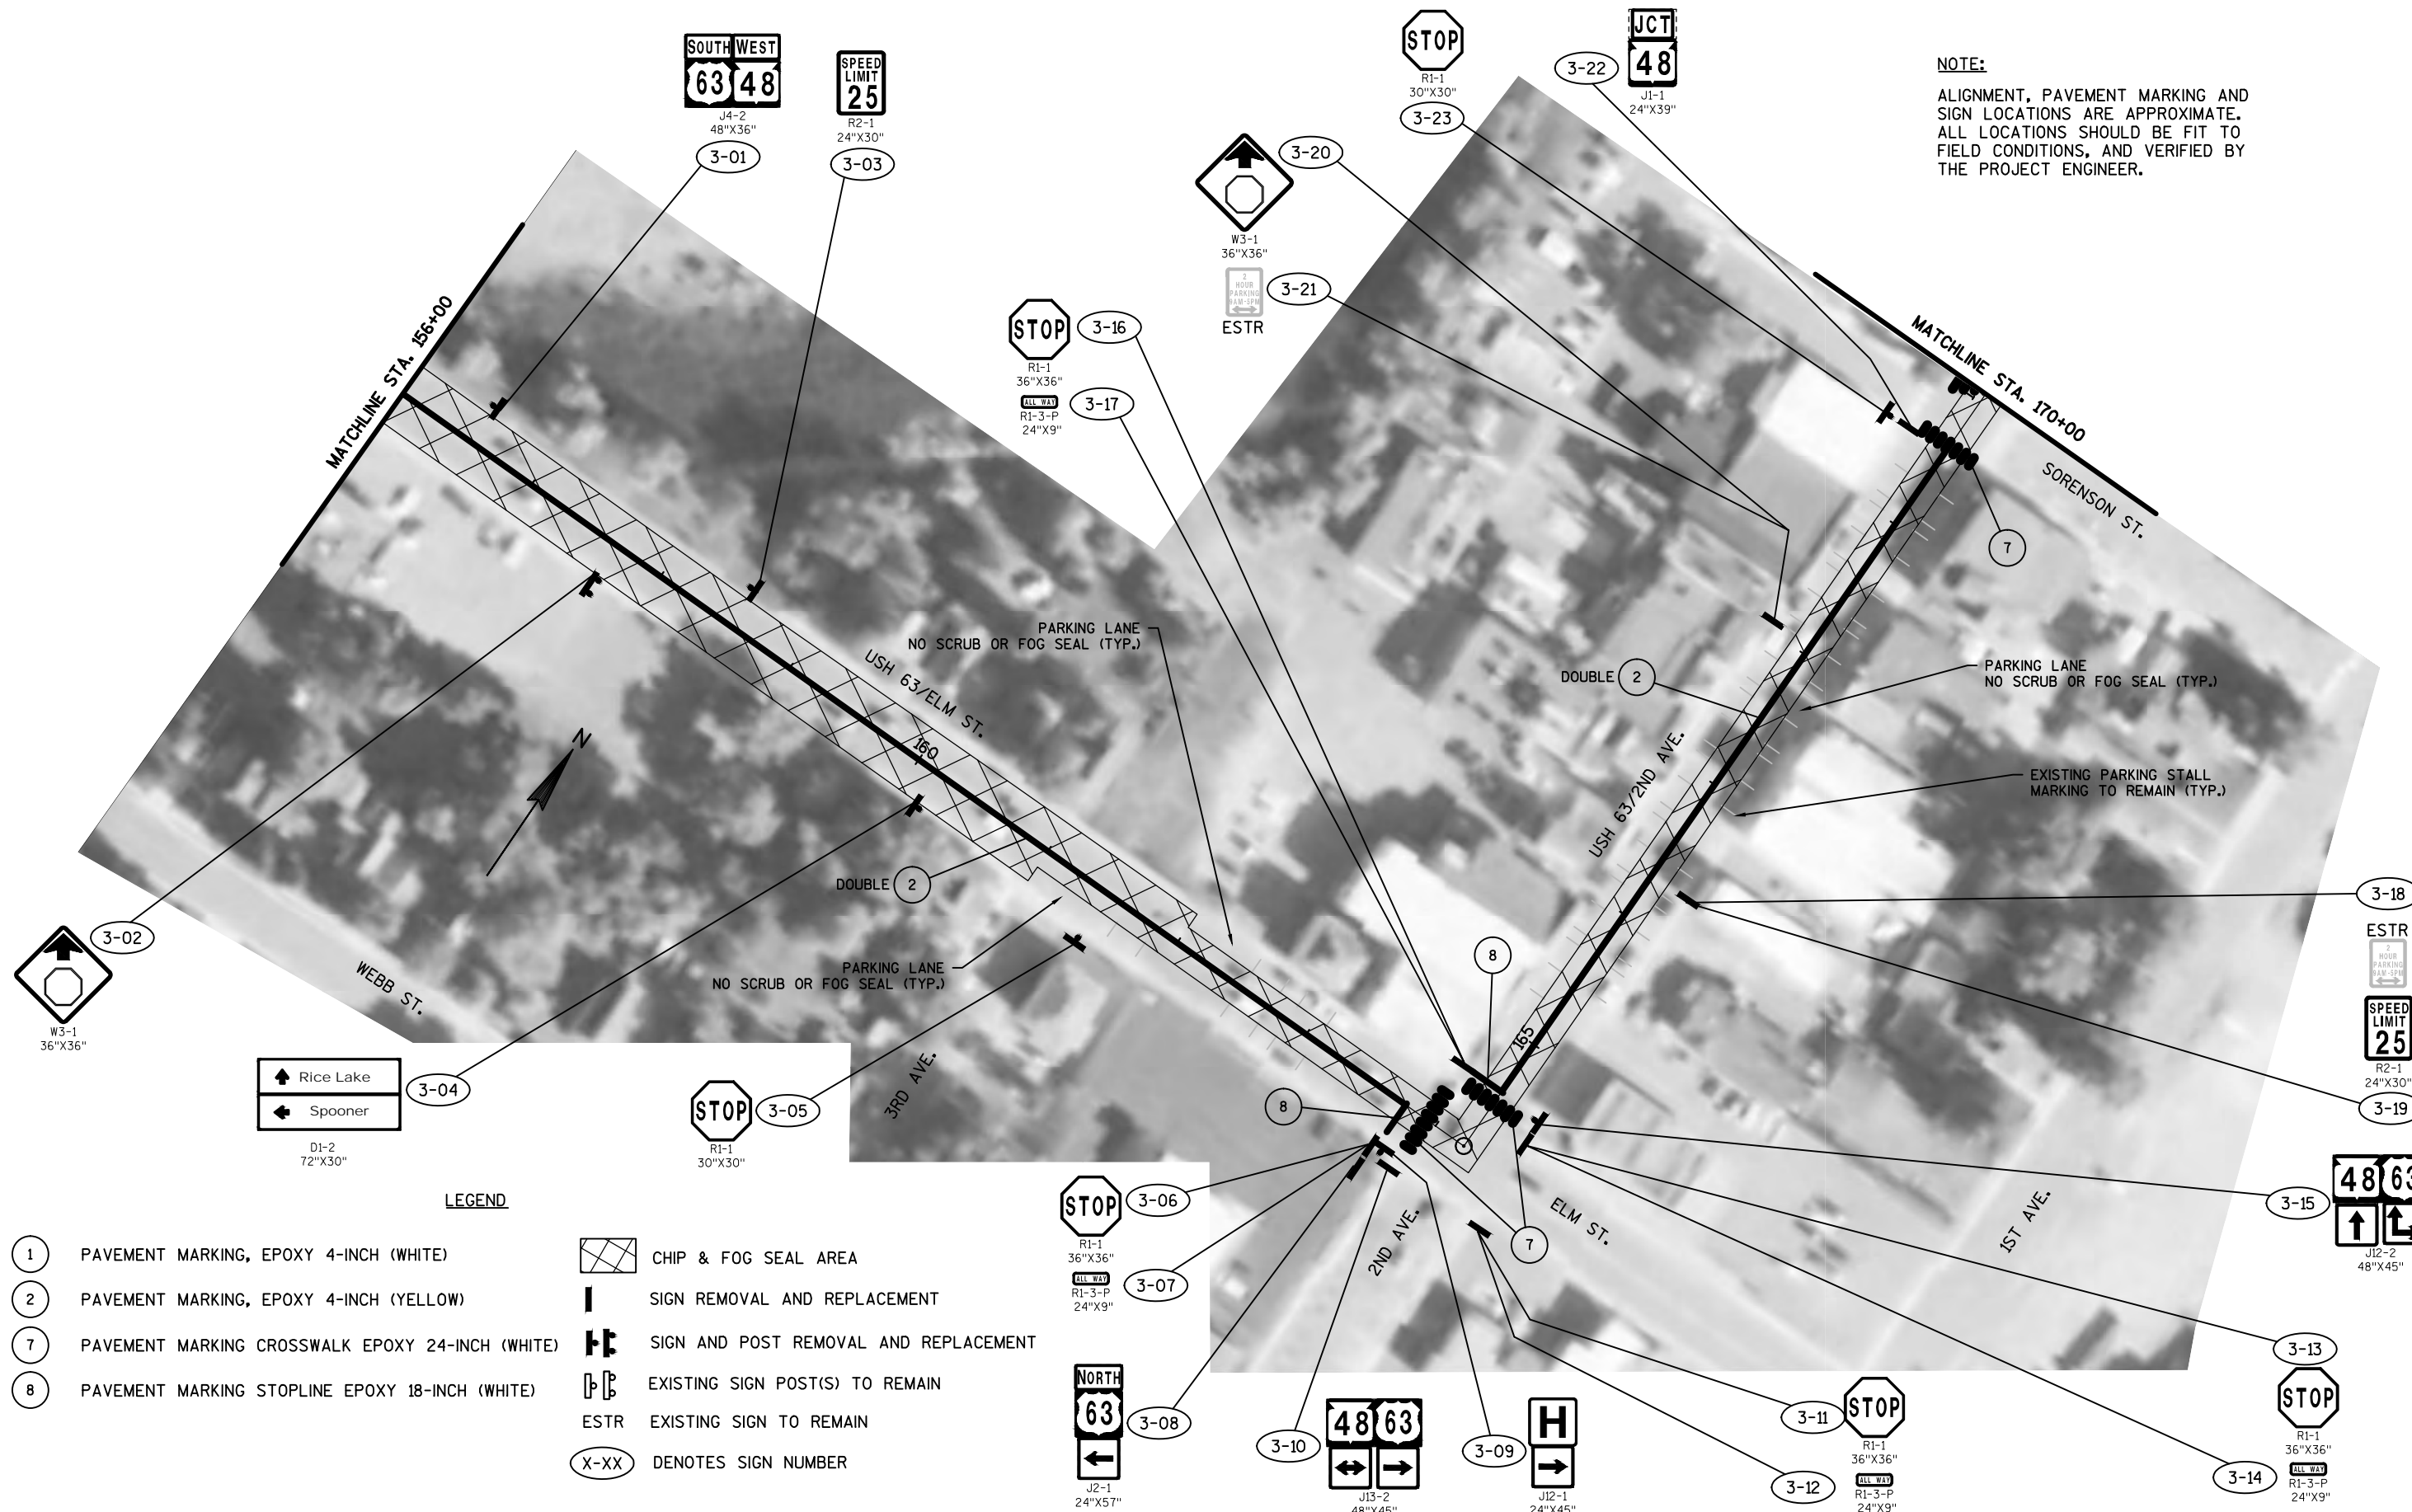 SOUTH WEST
63 48
J4-2
48"X36"
3-01
SPEED
LIMIT
25
R2-1
24"X30"
3-03
STOP
R1-1
30"X30"
3-23
3-22
JCT
48
J1-1
24"X39"
NOTE:
ALIGNMENT, PAVEMENT MARKING AND
SIGN LOCATIONS ARE APPROXIMATE.
ALL LOCATIONS SHOULD BE FIT TO
FIELD CONDITIONS, AND VERIFIED BY
THE PROJECT ENGINEER.
3-20
W3-1
36"X36"
2
HOUR
PARKING
8AM-5PM
3-21
ESTR
STOP
3-16
R1-1
36"X36"
ALL WAY
3-17
R1-3-P
24"X9"
MATCHLINE STA. 156+00
MATCHLINE STA. 170+00
SORENSON ST.
7
PARKING LANE
NO SCRUB OR FOG SEAL (TYP.)
USH 63/ELM ST.
160
N
DOUBLE 2
PARKING LANE
NO SCRUB OR FOG SEAL (TYP.)
USH 63/2ND AVE.
EXISTING PARKING STALL
MARKING TO REMAIN (TYP.)
DOUBLE 2
3-02
W3-1
36"X36"
WEBB ST.
PARKING LANE
NO SCRUB OR FOG SEAL (TYP.)
8
165
3-18
ESTR
2
HOUR
PARKING
8AM-5PM
SPEED
LIMIT
25
R2-1
24"X30"
3-19
Rice Lake
Spooner
3-04
D1-2
72"X30"
STOP
3-05
R1-1
30"X30"
3RD AVE.
8
STOP
3-06
R1-1
36"X36"
ALL WAY
3-07
R1-3-P
24"X9"
2ND AVE.
7
ELM ST.
1ST AVE.
3-15
48 63
J12-2
48"X45"
LEGEND
1 PAVEMENT MARKING, EPOXY 4-INCH (WHITE)
2 PAVEMENT MARKING, EPOXY 4-INCH (YELLOW)
7 PAVEMENT MARKING CROSSWALK EPOXY 24-INCH (WHITE)
8 PAVEMENT MARKING STOPLINE EPOXY 18-INCH (WHITE)
CHIP & FOG SEAL AREA
SIGN REMOVAL AND REPLACEMENT
SIGN AND POST REMOVAL AND REPLACEMENT
EXISTING SIGN POST(S) TO REMAIN
ESTR EXISTING SIGN TO REMAIN
X-XX DENOTES SIGN NUMBER
NORTH
63
3-08
J2-1
24"X57"
3-10
48 63
J13-2
48"X45"
3-09
H
J12-1
24"X45"
3-11
STOP
R1-1
36"X36"
3-12
ALL WAY
R1-3-P
24"X9"
3-13
STOP
R1-1
36"X36"
3-14
ALL WAY
R1-3-P
24"X9"